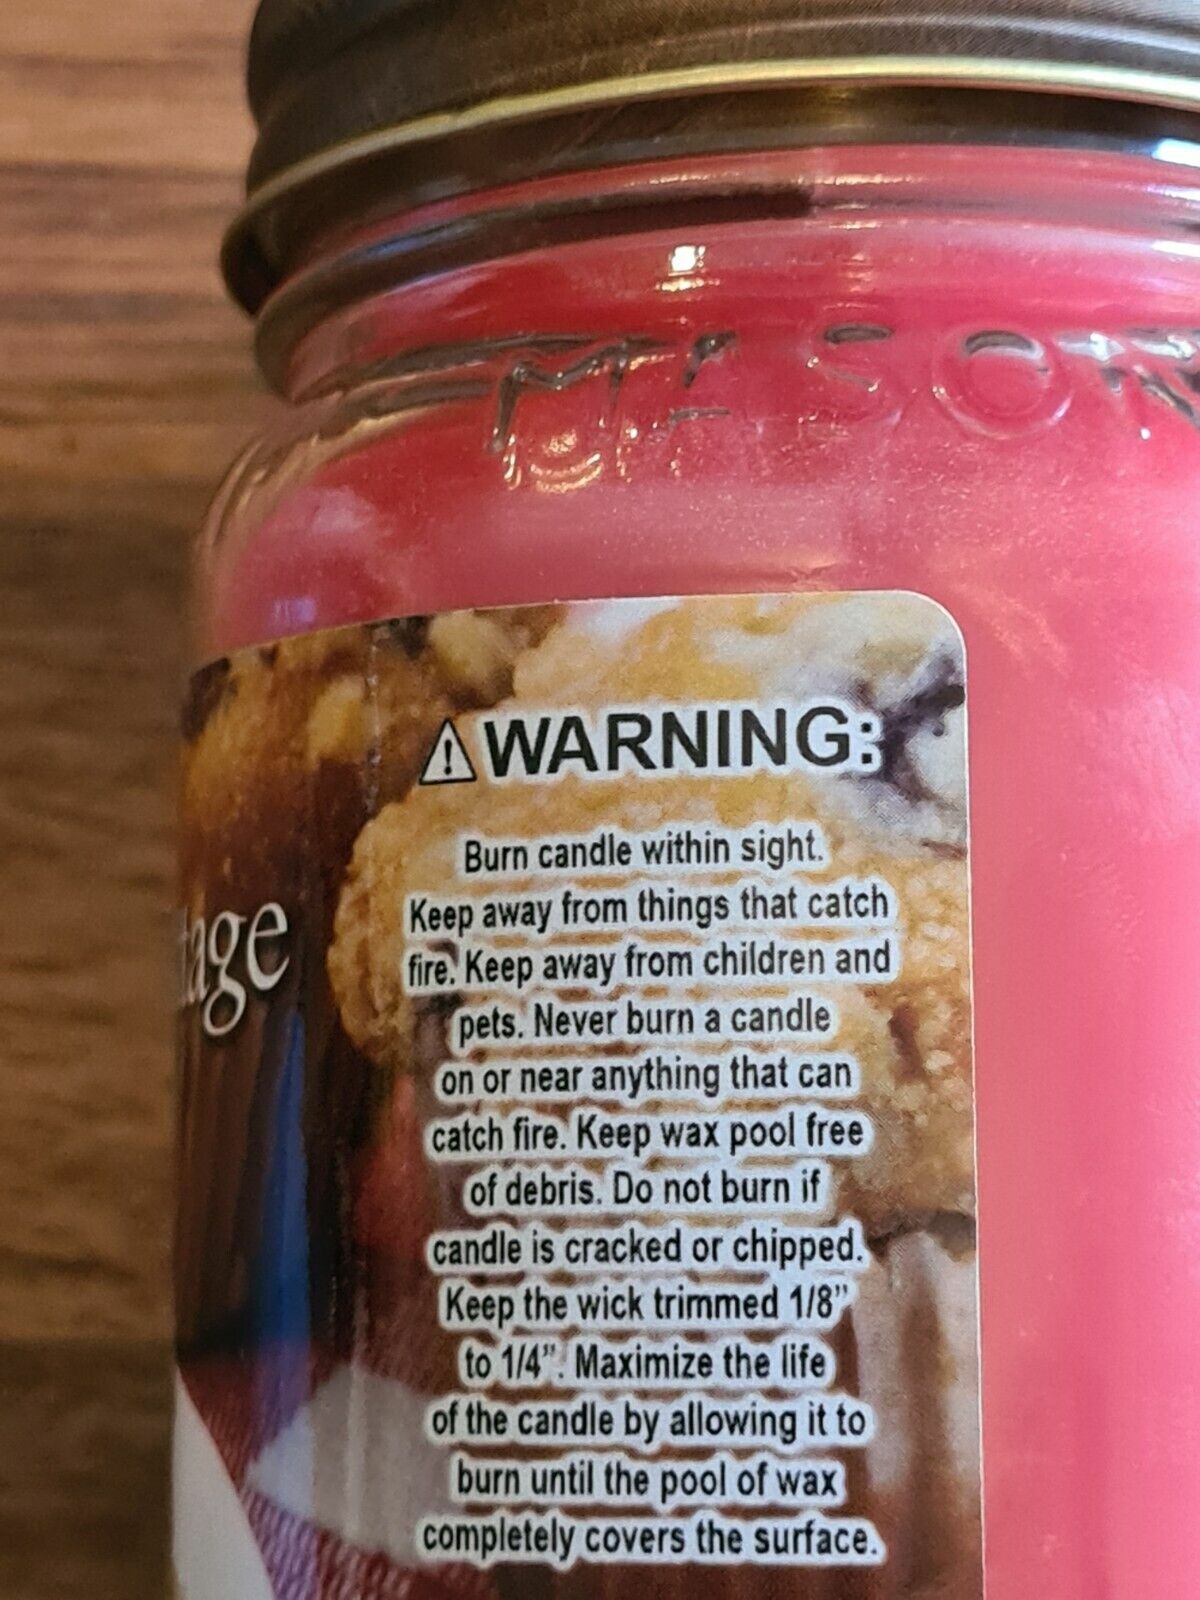 MASON
⚠WARNING:
Burn candle within sight.
Keep away from things that catch
fire. Keep away from children and
pets. Never burn a candle
on or near anything that can
catch fire. Keep wax pool free
of debris. Do not burn if
candle is cracked or chipped.
Keep the wick trimmed 1/8”
to 1/4”. Maximize the life
of the candle by allowing it to
burn until the pool of wax
completely covers the surface.